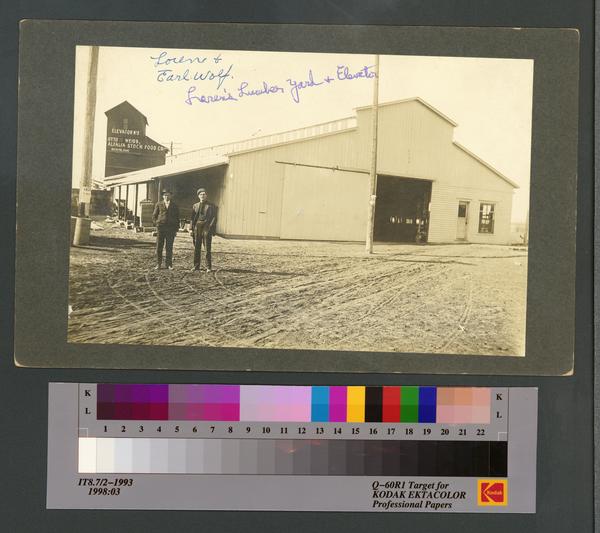 Lorene &
Earl Wolf.
Loren's Lumber Yard & Elevator
ELEVATOR Nº5
OTTO WEISS
ALFALFA STOCK FOOD CO.
K
L
K
L
1 2 3 4 5 6 7 8 9 10 11 12 13 14 15 16 17 18 19 20 21 22
IT8.7/2–1993
1998:03
Q–60R1 Target for
KODAK EKTACOLOR
Professional Papers
Kodak